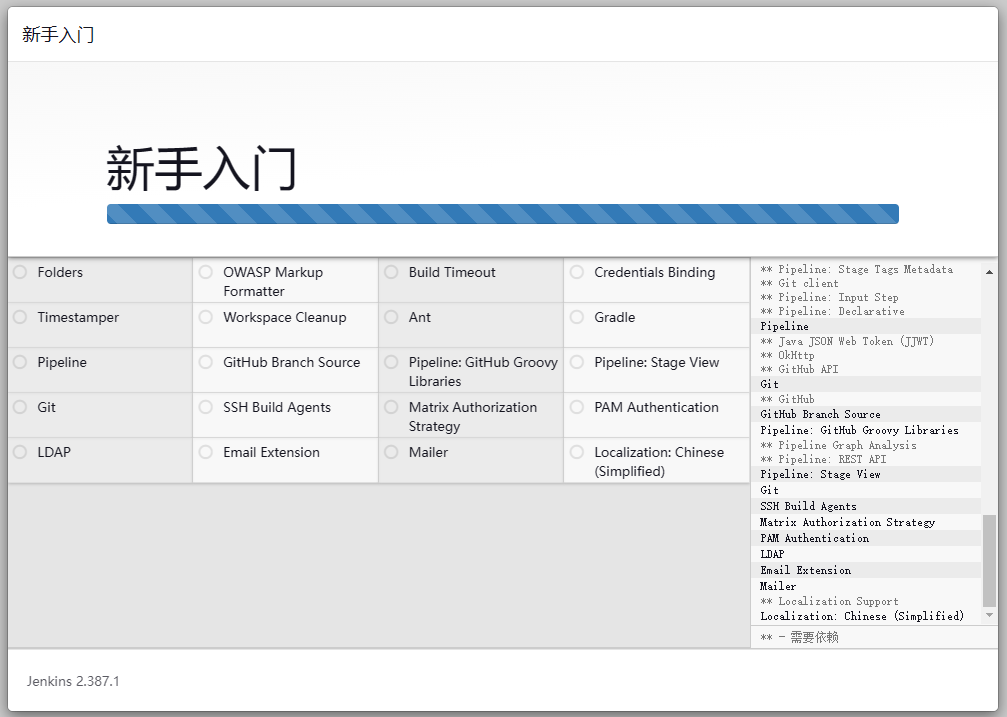 新手入门
新手入门
Folders
OWASP Markup
Formatter
Build Timeout
Credentials Binding
Timestamper
Workspace Cleanup
Ant
Gradle
Pipeline
GitHub Branch Source
Pipeline: GitHub Groovy
Libraries
Pipeline: Stage View
Git
SSH Build Agents
Matrix Authorization
Strategy
PAM Authentication
LDAP
Email Extension
Mailer
Localization: Chinese
(Simplified)
** Pipeline: Stage Tags Metadata
** Git client
** Pipeline: Input Step
** Pipeline: Declarative
Pipeline
** Java JSON Web Token (JJWT)
** OkHttp
** GitHub API
Git
** GitHub
GitHub Branch Source
Pipeline: GitHub Groovy Libraries
** Pipeline Graph Analysis
** Pipeline: REST API
Pipeline: Stage View
Git
SSH Build Agents
Matrix Authorization Strategy
PAM Authentication
LDAP
Email Extension
Mailer
** Localization Support
Localization: Chinese (Simplified)
** - 需要依赖
Jenkins 2.387.1